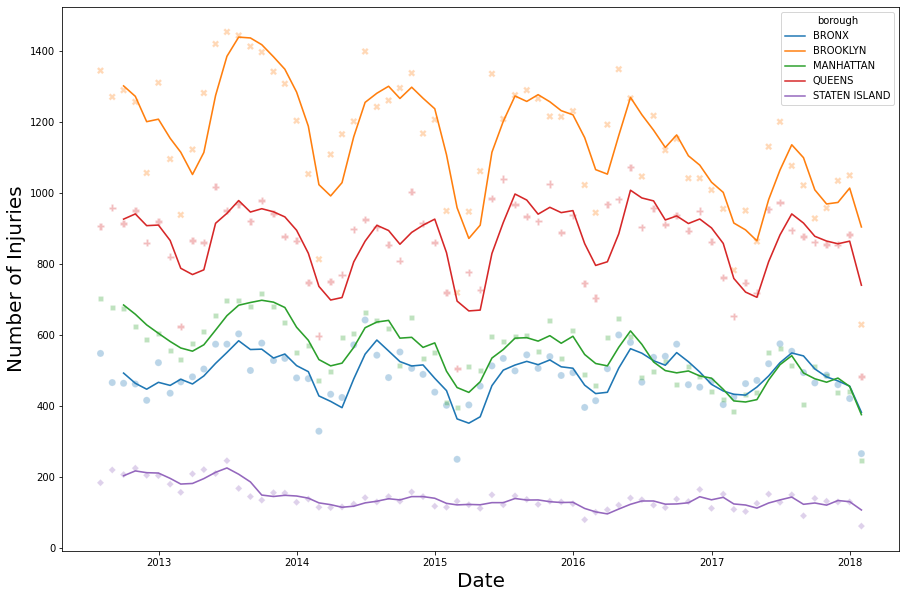 borough
BRONX
BROOKLYN
MANHATTAN
QUEENS
STATEN ISLAND
Number of Injuries
1400
1200
1000
800
600
400
200
0
2013
2014
2015
2016
2017
2018
Date